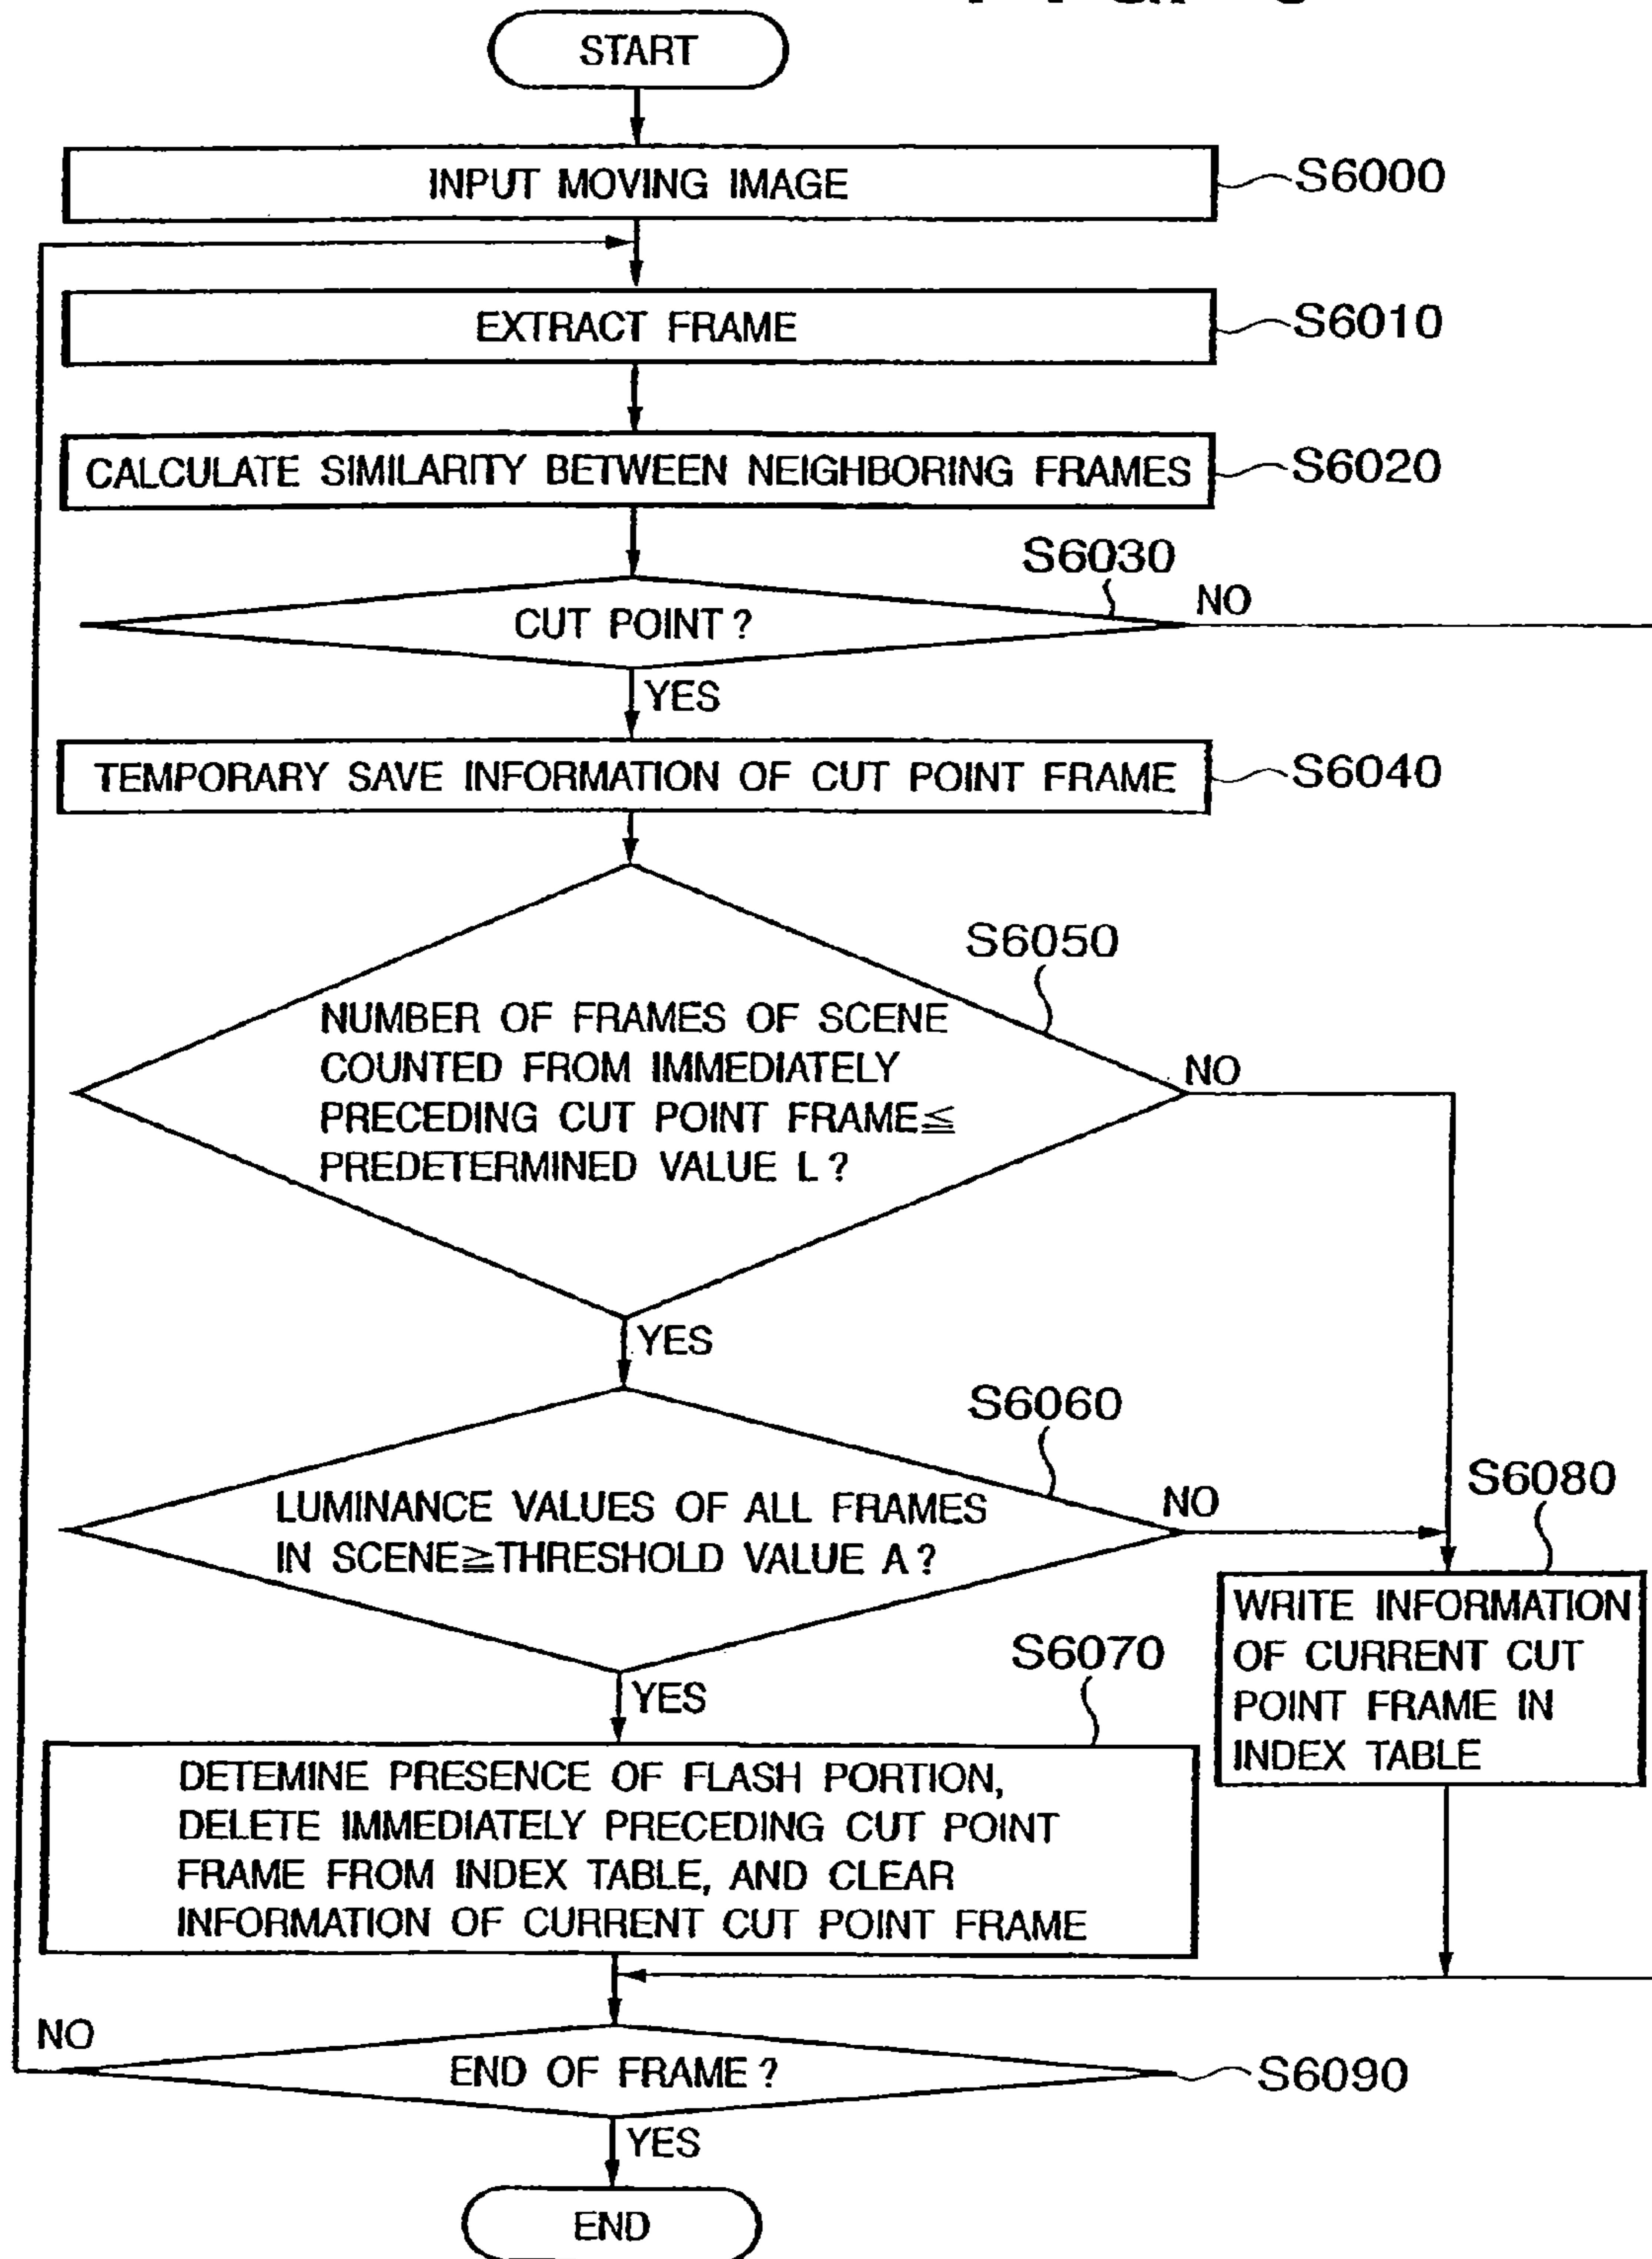 START
INPUT MOVING IMAGE
S6000
EXTRACT FRAME
S6010
CALCULATE SIMILARITY BETWEEN NEIGHBORING FRAMES
S6020
S6030
CUT POINT?
NO
YES
TEMPORARY SAVE INFORMATION OF CUT POINT FRAME
S6040
S6050
NUMBER OF FRAMES OF SCENE
COUNTED FROM IMMEDIATELY
PRECEDING CUT POINT FRAME≦
PREDETERMINED VALUE L?
NO
YES
S6060
LUMINANCE VALUES OF ALL FRAMES
IN SCENE≧THRESHOLD VALUE A?
NO
YES
S6080
WRITE INFORMATION
OF CURRENT CUT
POINT FRAME IN
INDEX TABLE
S6070
DETEMINE PRESENCE OF FLASH PORTION,
DELETE IMMEDIATELY PRECEDING CUT POINT
FRAME FROM INDEX TABLE, AND CLEAR
INFORMATION OF CURRENT CUT POINT FRAME
NO
END OF FRAME?
S6090
YES
END